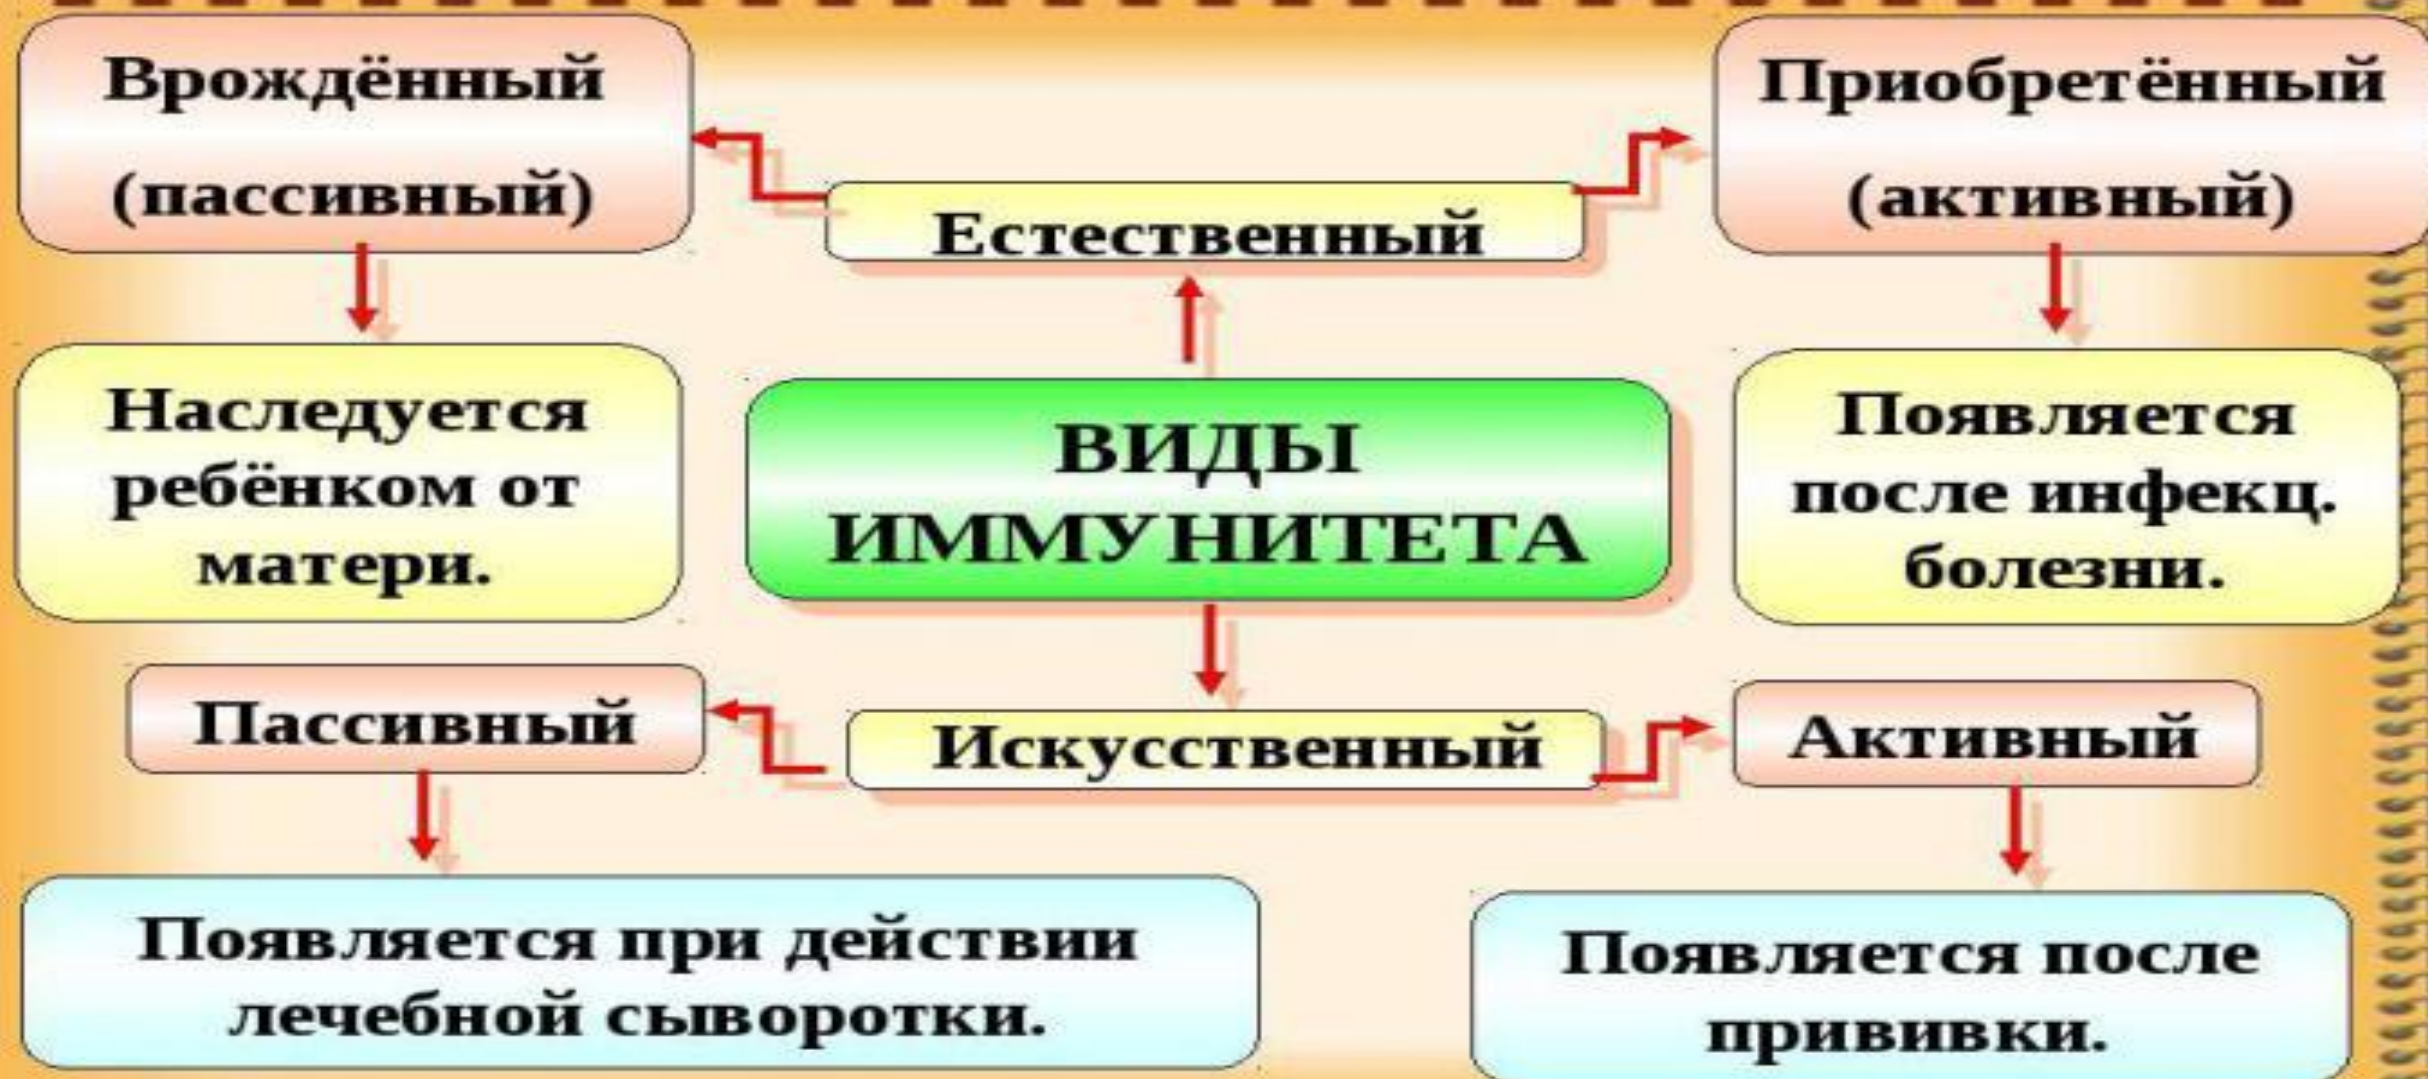 Врождённый
(пассивный)
Приобретённый
(активный)
Естественный
Наследуется
ребёнком от
матери.
ВИДЫ
ИММУНИТЕТА
Появляется
после инфекц.
болезни.
Пассивный
Искусственный
Активный
Появляется при действии
лечебной сыворотки.
Появляется после
прививки.